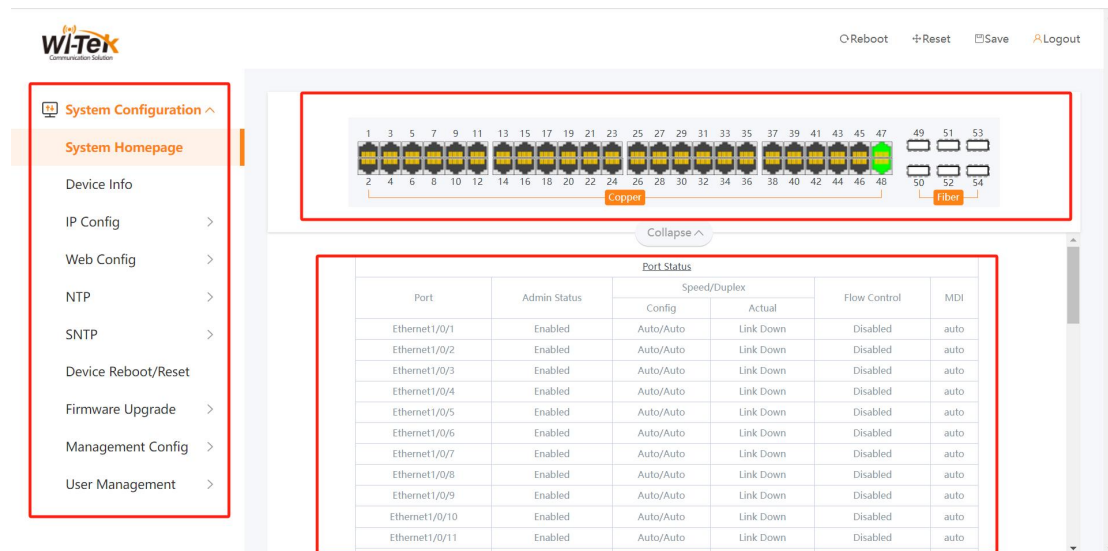 Wi-Tek
Communication Solution
Reboot Reset Save Logout
System Configuration
System Homepage
Device Info
IP Config
Web Config
NTP
SNTP
Device Reboot/Reset
Firmware Upgrade
Management Config
User Management
1 3 5 7 9 11 13 15 17 19 21 23 25 27 29 31 33 35 37 39 41 43 45 47 49 51 53
2 4 6 8 10 12 14 16 18 20 22 24 26 28 30 32 34 36 38 40 42 44 46 48 50 52 54
Copper Fiber
Collapse
Port Status
Port Admin Status Speed/Duplex Flow Control MDI
Config Actual
Ethernet1/0/1 Enabled Auto/Auto Link Down Disabled auto
Ethernet1/0/2 Enabled Auto/Auto Link Down Disabled auto
Ethernet1/0/3 Enabled Auto/Auto Link Down Disabled auto
Ethernet1/0/4 Enabled Auto/Auto Link Down Disabled auto
Ethernet1/0/5 Enabled Auto/Auto Link Down Disabled auto
Ethernet1/0/6 Enabled Auto/Auto Link Down Disabled auto
Ethernet1/0/7 Enabled Auto/Auto Link Down Disabled auto
Ethernet1/0/8 Enabled Auto/Auto Link Down Disabled auto
Ethernet1/0/9 Enabled Auto/Auto Link Down Disabled auto
Ethernet1/0/10 Enabled Auto/Auto Link Down Disabled auto
Ethernet1/0/11 Enabled Auto/Auto Link Down Disabled auto